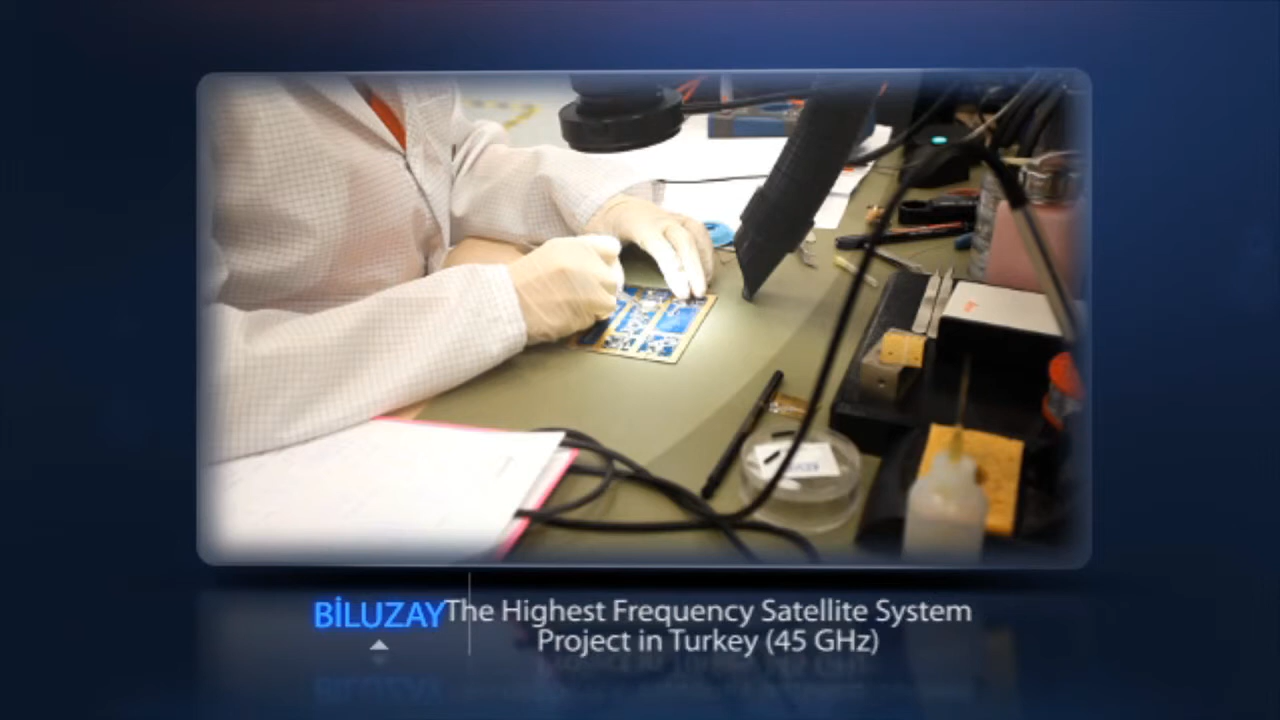 BİLUZAY
The Highest Frequency Satellite System
Project in Turkey (45 GHz)